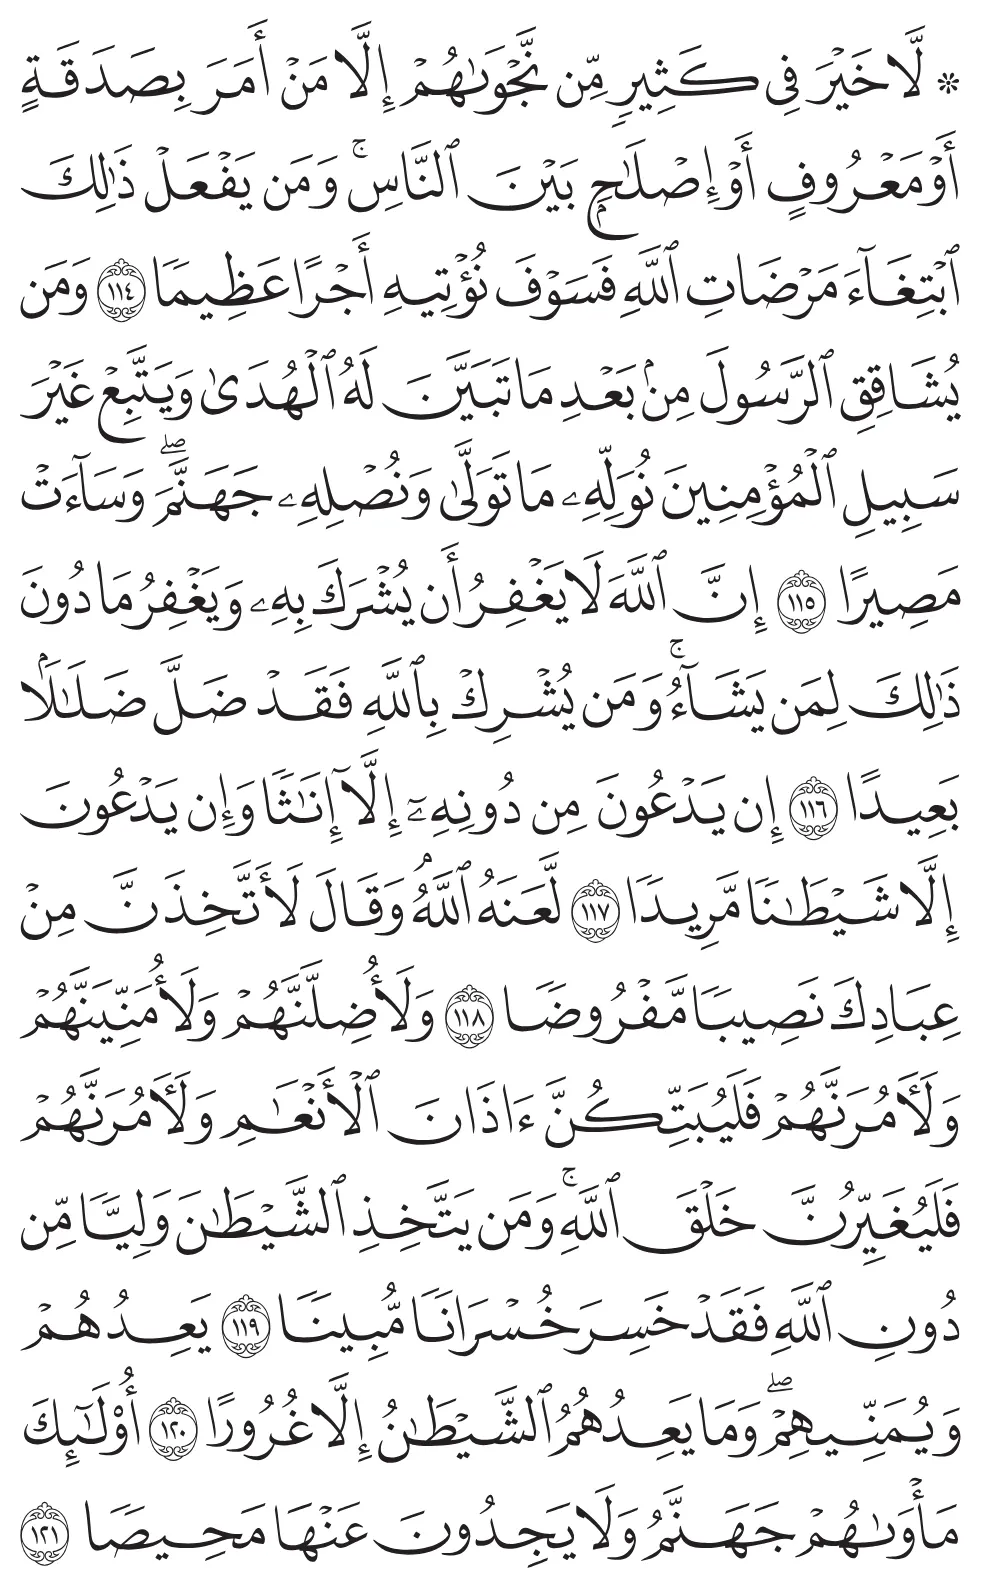 ۞ لَّا خَيْرَ فِي كَثِيرٍ مِّن نَّجْوَىٰهُمْ إِلَّا مَنْ أَمَرَ بِصَدَقَةٍ
أَوْ مَعْرُوفٍ أَوْ إِصْلَٰحٍۭ بَيْنَ ٱلنَّاسِۚ وَمَن يَفْعَلْ ذَٰلِكَ
ٱبْتِغَآءَ مَرْضَاتِ ٱللَّهِ فَسَوْفَ نُؤْتِيهِ أَجْرًا عَظِيمًا ١١٤ وَمَن
يُشَاقِقِ ٱلرَّسُولَ مِنۢ بَعْدِ مَا تَبَيَّنَ لَهُ ٱلْهُدَىٰ وَيَتَّبِعْ غَيْرَ
سَبِيلِ ٱلْمُؤْمِنِينَ نُوَلِّهِۦ مَا تَوَلَّىٰ وَنُصْلِهِۦ جَهَنَّمَۖ وَسَآءَتْ
مَصِيرًا ١١٥ إِنَّ ٱللَّهَ لَا يَغْفِرُ أَن يُشْرَكَ بِهِۦ وَيَغْفِرُ مَا دُونَ
ذَٰلِكَ لِمَن يَشَآءُۚ وَمَن يُشْرِكْ بِٱللَّهِ فَقَدْ ضَلَّ ضَلَٰلَۢا
بَعِيدًا ١١٦ إِن يَدْعُونَ مِن دُونِهِۦٓ إِلَّآ إِنَٰثًا وَإِن يَدْعُونَ
إِلَّا شَيْطَٰنًا مَّرِيدًا ١١٧ لَّعَنَهُ ٱللَّهُۘ وَقَالَ لَأَتَّخِذَنَّ مِنْ
عِبَادِكَ نَصِيبًا مَّفْرُوضًا ١١٨ وَلَأُضِلَّنَّهُمْ وَلَأُمَنِّيَنَّهُمْ
وَلَأٓمُرَنَّهُمْ فَلَيُبَتِّكُنَّ ءَاذَانَ ٱلْأَنْعَٰمِ وَلَأٓمُرَنَّهُمْ
فَلَيُغَيِّرُنَّ خَلْقَ ٱللَّهِۚ وَمَن يَتَّخِذِ ٱلشَّيْطَٰنَ وَلِيًّا مِّن
دُونِ ٱللَّهِ فَقَدْ خَسِرَ خُسْرَانًا مُّبِينًا ١١٩ يَعِدُهُمْ
وَيُمَنِّيهِمْۖ وَمَا يَعِدُهُمُ ٱلشَّيْطَٰنُ إِلَّا غُرُورًا ١٢٠ أُوْلَٰٓئِكَ
مَأْوَىٰهُمْ جَهَنَّمُ وَلَا يَجِدُونَ عَنْهَا مَحِيصًا ١٢١